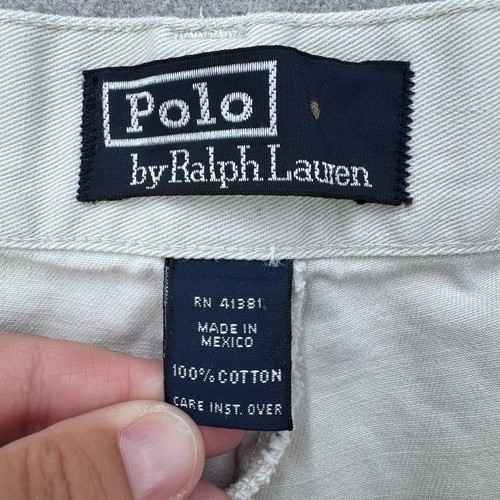 Polo
by Ralph Lauren
RN 41381
MADE IN
MEXICO
100% COTTON
CARE INST. OVER